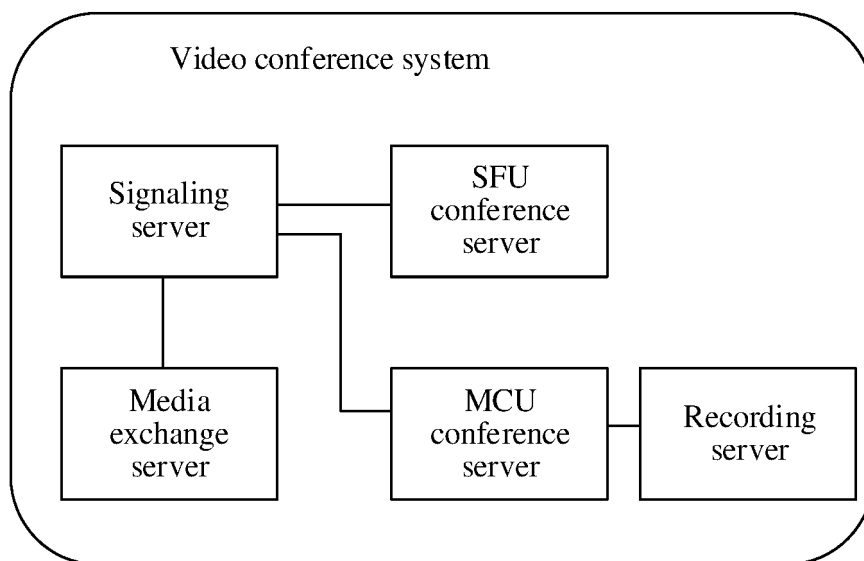 Video conference system
Signaling
server
SFU
conference
server
Media
exchange
server
MCU
conference
server
Recording
server